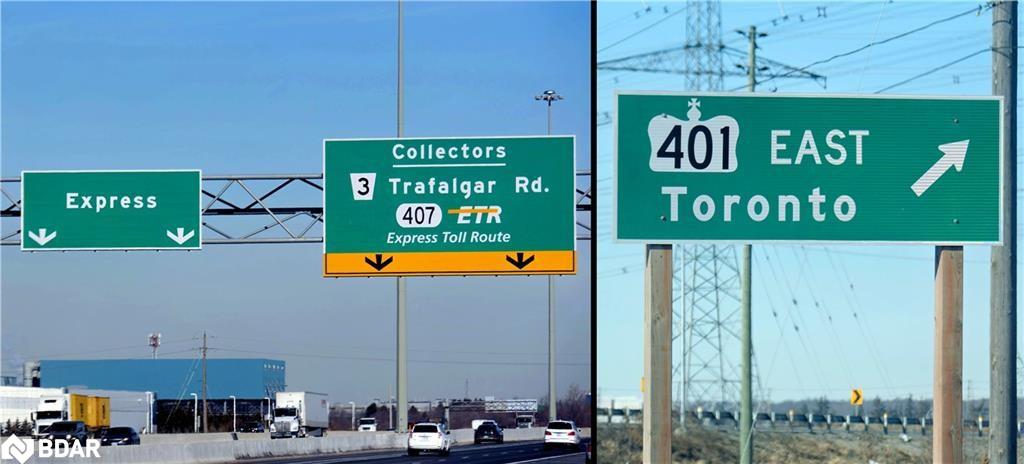 Express
Collectors
3 Trafalgar Rd.
407 ETR
Express Toll Route
401 EAST
Toronto
BDAR